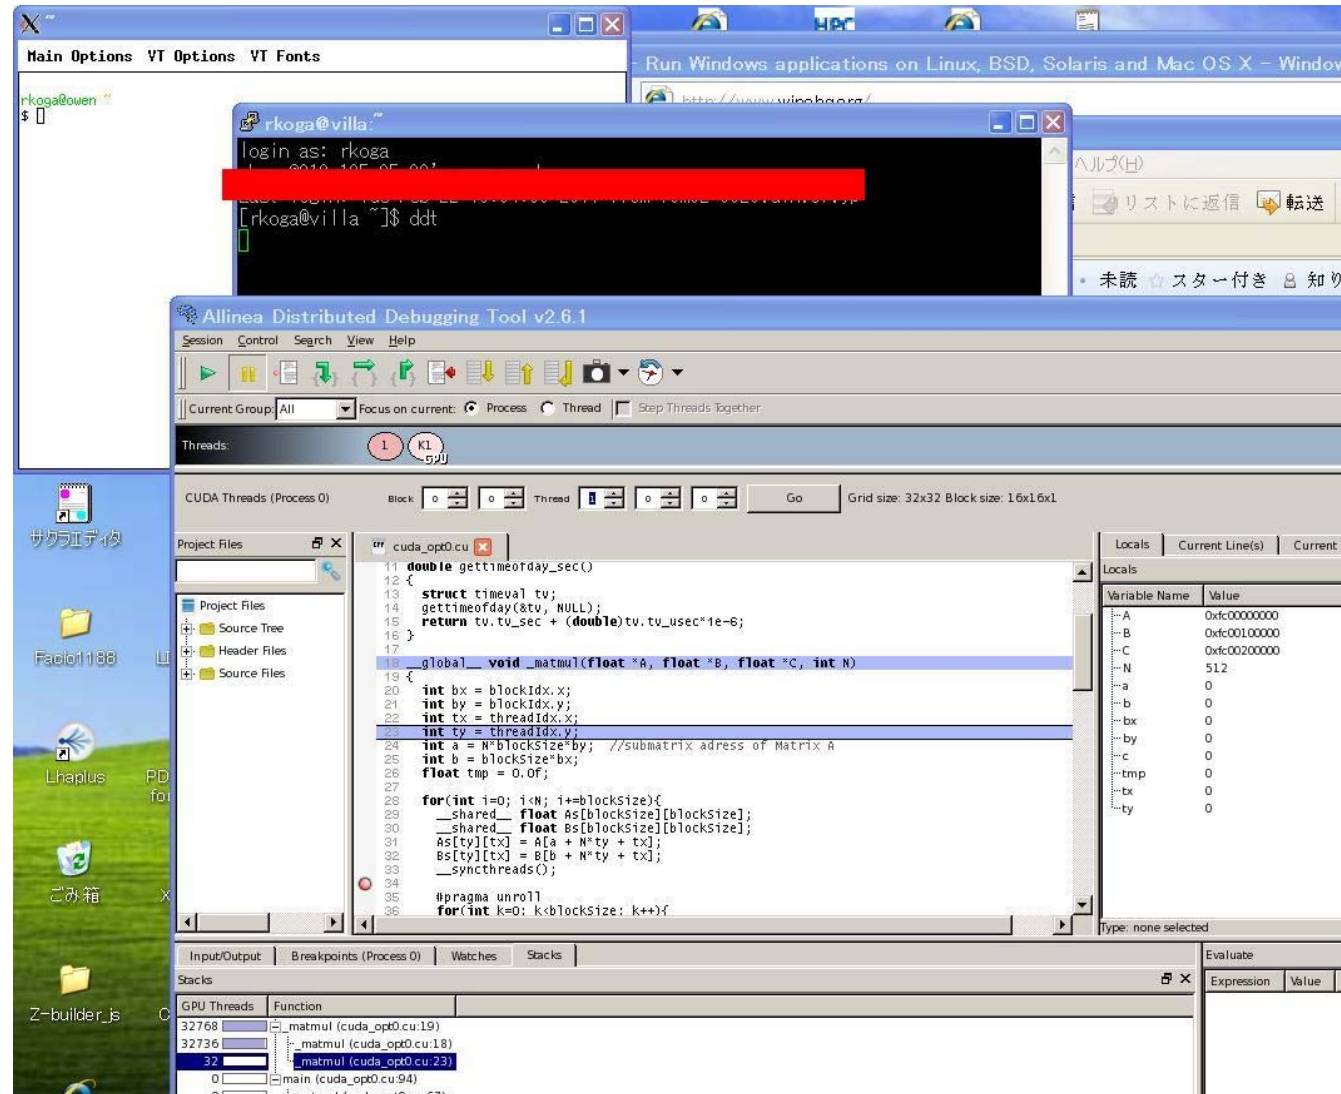 Main Options VT Options VT Fonts
rkoga@owen ~
$
Run Windows applications on Linux, BSD, Solaris and Mac OS X - Window
http://www.winehq.org/
rkoga@villa:~
login as: rkoga
[rkoga@villa ~]$ ddt
ヘルプ(H)
リストに返信 転送
未読 スター付き 知り
Allinea Distributed Debugging Tool v2.6.1
Session Control Search View Help
Current Group: All Focus on current: Process Thread Step Threads Together
Threads: 1 K1 GPU
CUDA Threads (Process 0) Block 0 0 Thread 1 0 0 Go Grid size: 32x32 Block size: 16x16x1
Project Files
Project Files
Source Tree
Header Files
Source Files
cuda_opt0.cu
11 double gettimeofday_sec()
12 {
13 struct timeval tv;
14 gettimeofday(&tv, NULL);
15 return tv.tv_sec + (double)tv.tv_usec*1e-6;
16 }
17
18 __global__ void _matmul(float *A, float *B, float *C, int N)
19 {
20 int bx = blockIdx.x;
21 int by = blockIdx.y;
22 int tx = threadIdx.x;
23 int ty = threadIdx.y;
24 int a = N*blockSize*by; //submatrix adress of Matrix A
25 int b = blockSize*bx;
26 float tmp = 0.0f;
27
28 for(int i=0; i<N; i+=blockSize){
29 __shared__ float As[blockSize][blockSize];
30 __shared__ float Bs[blockSize][blockSize];
31 As[ty][tx] = A[a + N*ty + tx];
32 Bs[ty][tx] = B[b + N*ty + tx];
33 __syncthreads();
34
35 #pragma unroll
36 for(int k=0; k<blockSize; k++){
Locals Current Line(s) Current
Locals
Variable Name Value
A 0xfc00000000
B 0xfc00100000
C 0xfc00200000
N 512
a 0
b 0
bx 0
by 0
c 0
tmp 0
tx 0
ty 0
Type: none selected
Input/Output Breakpoints (Process 0) Watches Stacks
Stacks
GPU Threads Function
32768 _matmul (cuda_opt0.cu:19)
32736 _matmul (cuda_opt0.cu:18)
32 _matmul (cuda_opt0.cu:23)
0 main (cuda_opt0.cu:94)
Evaluate
Expression Value
サクラエディタ
Facio1188
Lhaplus
PD
for
ごみ箱
X
Z-builder_js
C